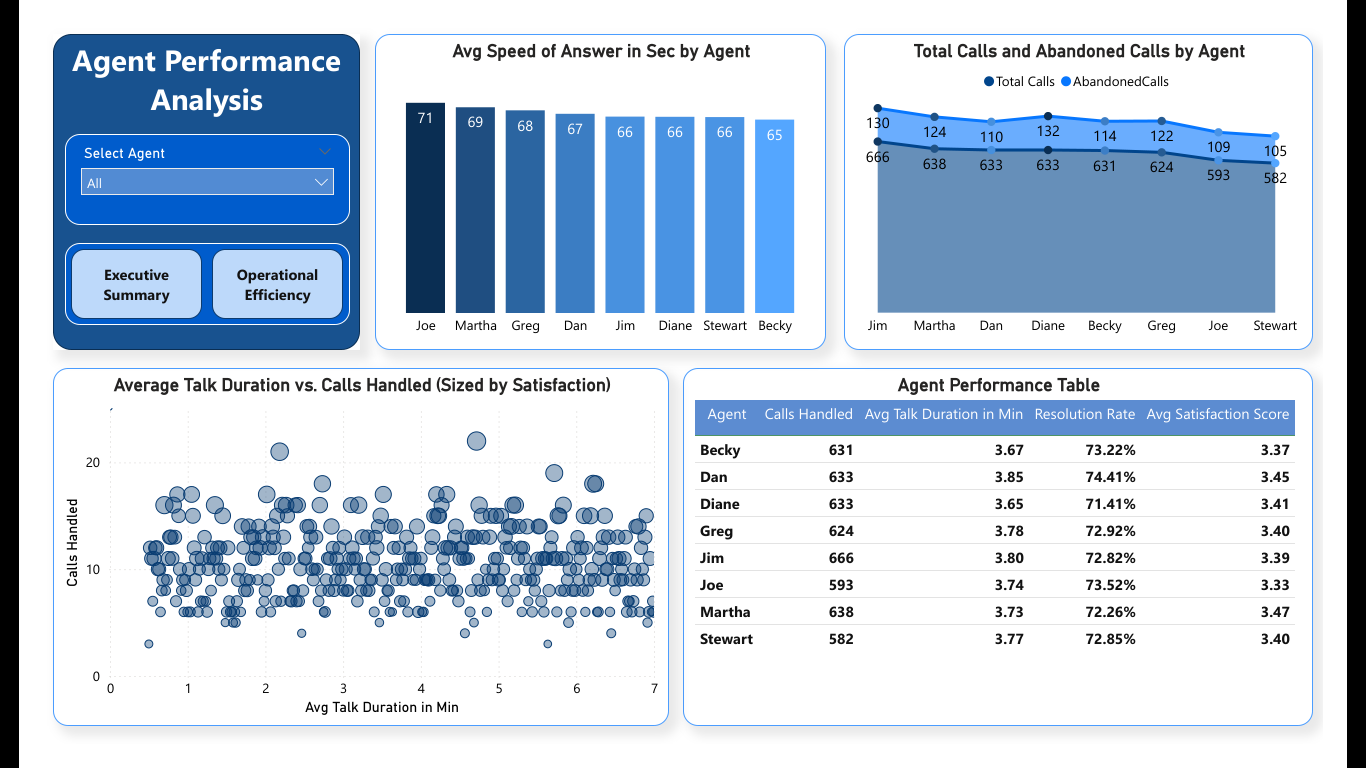 Agent Performance
Analysis
Select Agent
All
Executive
Summary
Operational
Efficiency
Avg Speed of Answer in Sec by Agent
71 69 68 67 66 66 66 65
Joe Martha Greg Dan Jim Diane Stewart Becky
Total Calls and Abandoned Calls by Agent
Total Calls AbandonedCalls
130 124 110 132 114 122 109 105
666 638 633 633 631 624 593 582
Jim Martha Dan Diane Becky Greg Joe Stewart
Average Talk Duration vs. Calls Handled (Sized by Satisfaction)
Calls Handled
20
10
0
0 1 2 3 4 5 6 7
Avg Talk Duration in Min
Agent Performance Table
Agent Calls Handled Avg Talk Duration in Min Resolution Rate Avg Satisfaction Score
Becky 631 3.67 73.22% 3.37
Dan 633 3.85 74.41% 3.45
Diane 633 3.65 71.41% 3.41
Greg 624 3.78 72.92% 3.40
Jim 666 3.80 72.82% 3.39
Joe 593 3.74 73.52% 3.33
Martha 638 3.73 72.26% 3.47
Stewart 582 3.77 72.85% 3.40